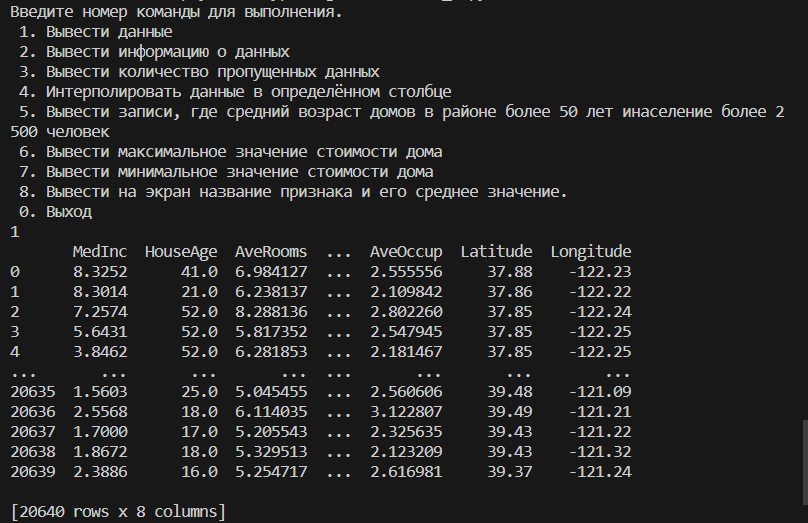 Введите номер команды для выполнения.
1. Вывести данные
2. Вывести информацию о данных
3. Вывести количество пропущенных данных
4. Интерполировать данные в определённом столбце
5. Вывести записи, где средний возраст домов в районе более 50 лет инаселение более 2
500 человек
6. Вывести максимальное значение стоимости дома
7. Вывести минимальное значение стоимости дома
8. Вывести на экран название признака и его среднее значение.
0. Выход
1
MedInc HouseAge AveRooms ... AveOccup Latitude Longitude
0 8.3252 41.0 6.984127 ... 2.555556 37.88 -122.23
1 8.3014 21.0 6.238137 ... 2.109842 37.86 -122.22
2 7.2574 52.0 8.288136 ... 2.802260 37.85 -122.24
3 5.6431 52.0 5.817352 ... 2.547945 37.85 -122.25
4 3.8462 52.0 6.281853 ... 2.181467 37.85 -122.25
... ... ... ... ... ... ... ...
20635 1.5603 25.0 5.045455 ... 2.560606 39.48 -121.09
20636 2.5568 18.0 6.114035 ... 3.122807 39.49 -121.21
20637 1.7000 17.0 5.205543 ... 2.325635 39.43 -121.22
20638 1.8672 18.0 5.329513 ... 2.123209 39.43 -121.32
20639 2.3886 16.0 5.254717 ... 2.616981 39.37 -121.24
[20640 rows x 8 columns]